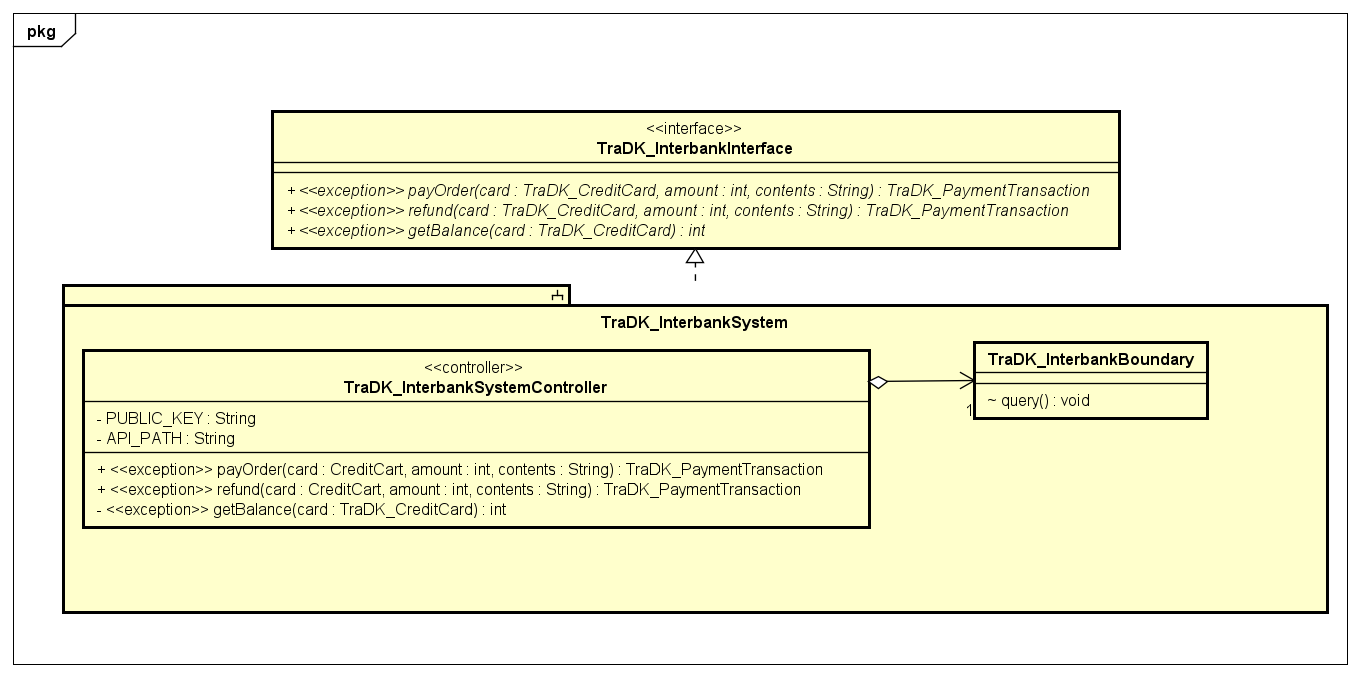 pkg
<<interface>>
TraDK_InterbankInterface
+ <<exception>> payOrder(card : TraDK_CreditCard, amount : int, contents : String) : TraDK_PaymentTransaction
+ <<exception>> refund(card : TraDK_CreditCard, amount : int, contents : String) : TraDK_PaymentTransaction
+ <<exception>> getBalance(card : TraDK_CreditCard) : int
TraDK_InterbankSystem
<<controller>>
TraDK_InterbankSystemController
- PUBLIC_KEY : String
- API_PATH : String
+ <<exception>> payOrder(card : CreditCart, amount : int, contents : String) : TraDK_PaymentTransaction
+ <<exception>> refund(card : CreditCart, amount : int, contents : String) : TraDK_PaymentTransaction
- <<exception>> getBalance(card : TraDK_CreditCard) : int
1
TraDK_InterbankBoundary
~ query() : void